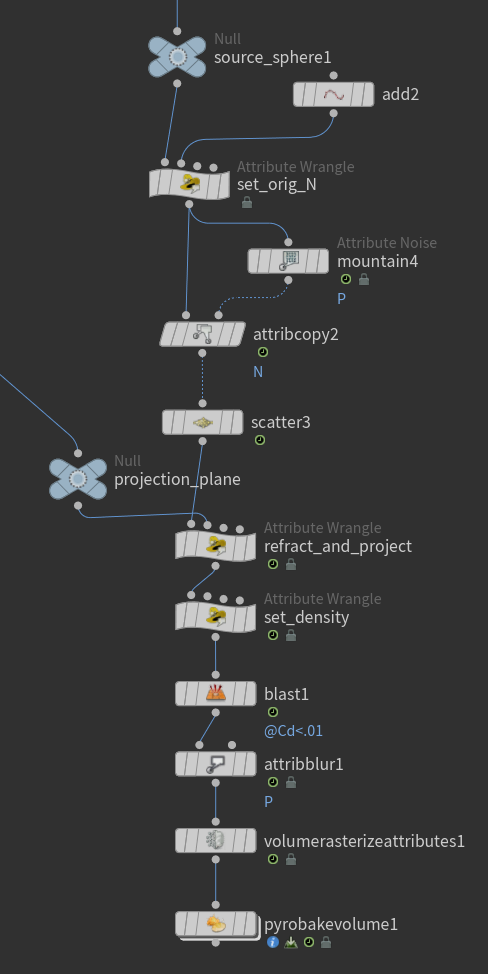 Null
source_sphere1
add2
Attribute Wrangle
set_orig_N
Attribute Noise
mountain4
P
attribcopy2
N
scatter3
Null
projection_plane
Attribute Wrangle
refract_and_project
Attribute Wrangle
set_density
blast1
@Cd<.01
attribblur1
P
volumerasterizeattributes1
pyrobakevolume1